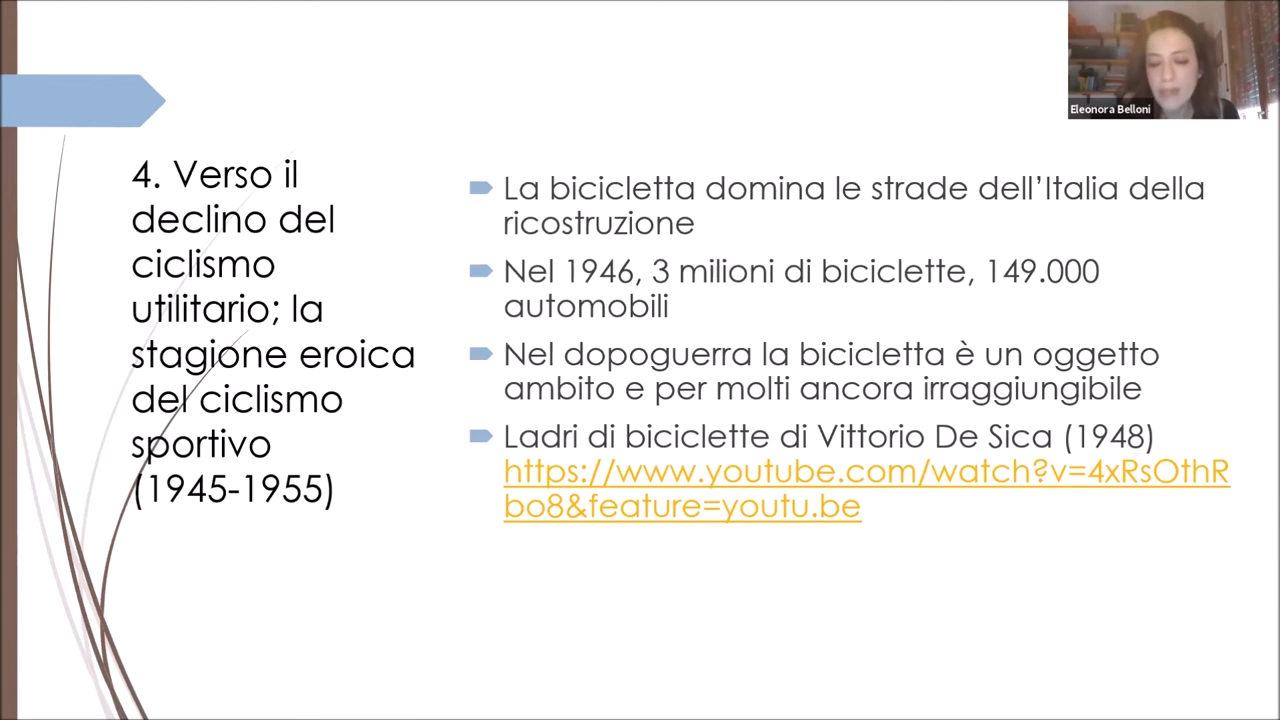 Eleonora Belloni
4. Verso il
declino del
ciclismo
utilitario; la
stagione eroica
del ciclismo
sportivo
(1945-1955)
La bicicletta domina le strade dell’Italia della
ricostruzione
Nel 1946, 3 milioni di biciclette, 149.000
automobili
Nel dopoguerra la bicicletta è un oggetto
ambito e per molti ancora irraggiungibile
Ladri di biciclette di Vittorio De Sica (1948)
https://www.youtube.com/watch?v=4xRsOthR
bo8&feature=youtu.be